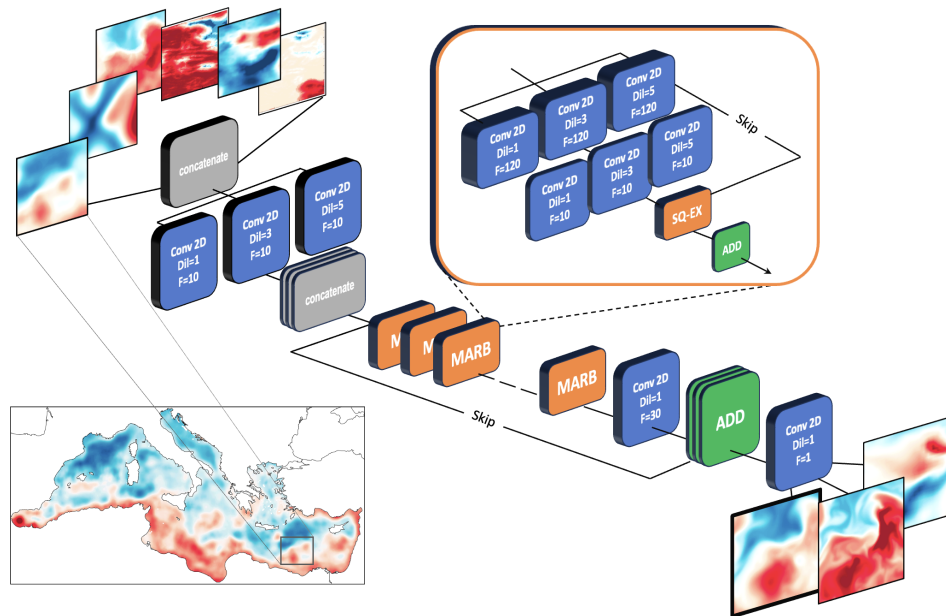 concatenate
Conv 2D
Dil=1
F=10
Conv 2D
Dil=3
F=10
Conv 2D
Dil=5
F=10
concatenate
Conv 2D
Dil=1
F=120
Conv 2D
Dil=3
F=120
Conv 2D
Dil=5
F=120
Skip
Conv 2D
Dil=1
F=10
Conv 2D
Dil=3
F=10
Conv 2D
Dil=5
F=10
SQ-EX
ADD
M
M
MARB
MARB
Conv 2D
Dil=1
F=30
ADD
Skip
Conv 2D
Dil=1
F=1